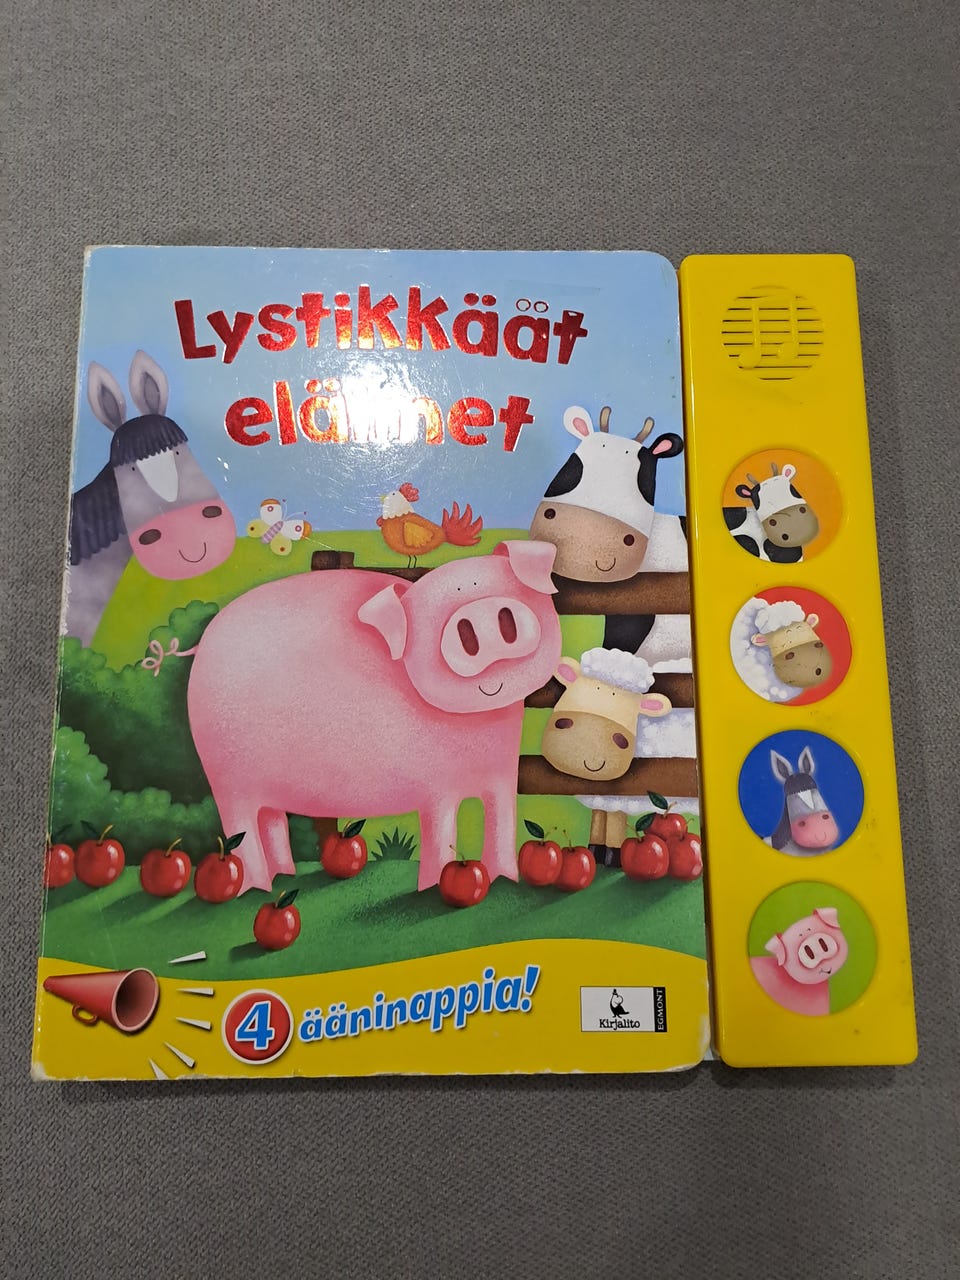 Lystikkäät
eläimet
4 ääninappia!
Kirjalito
EGMONT